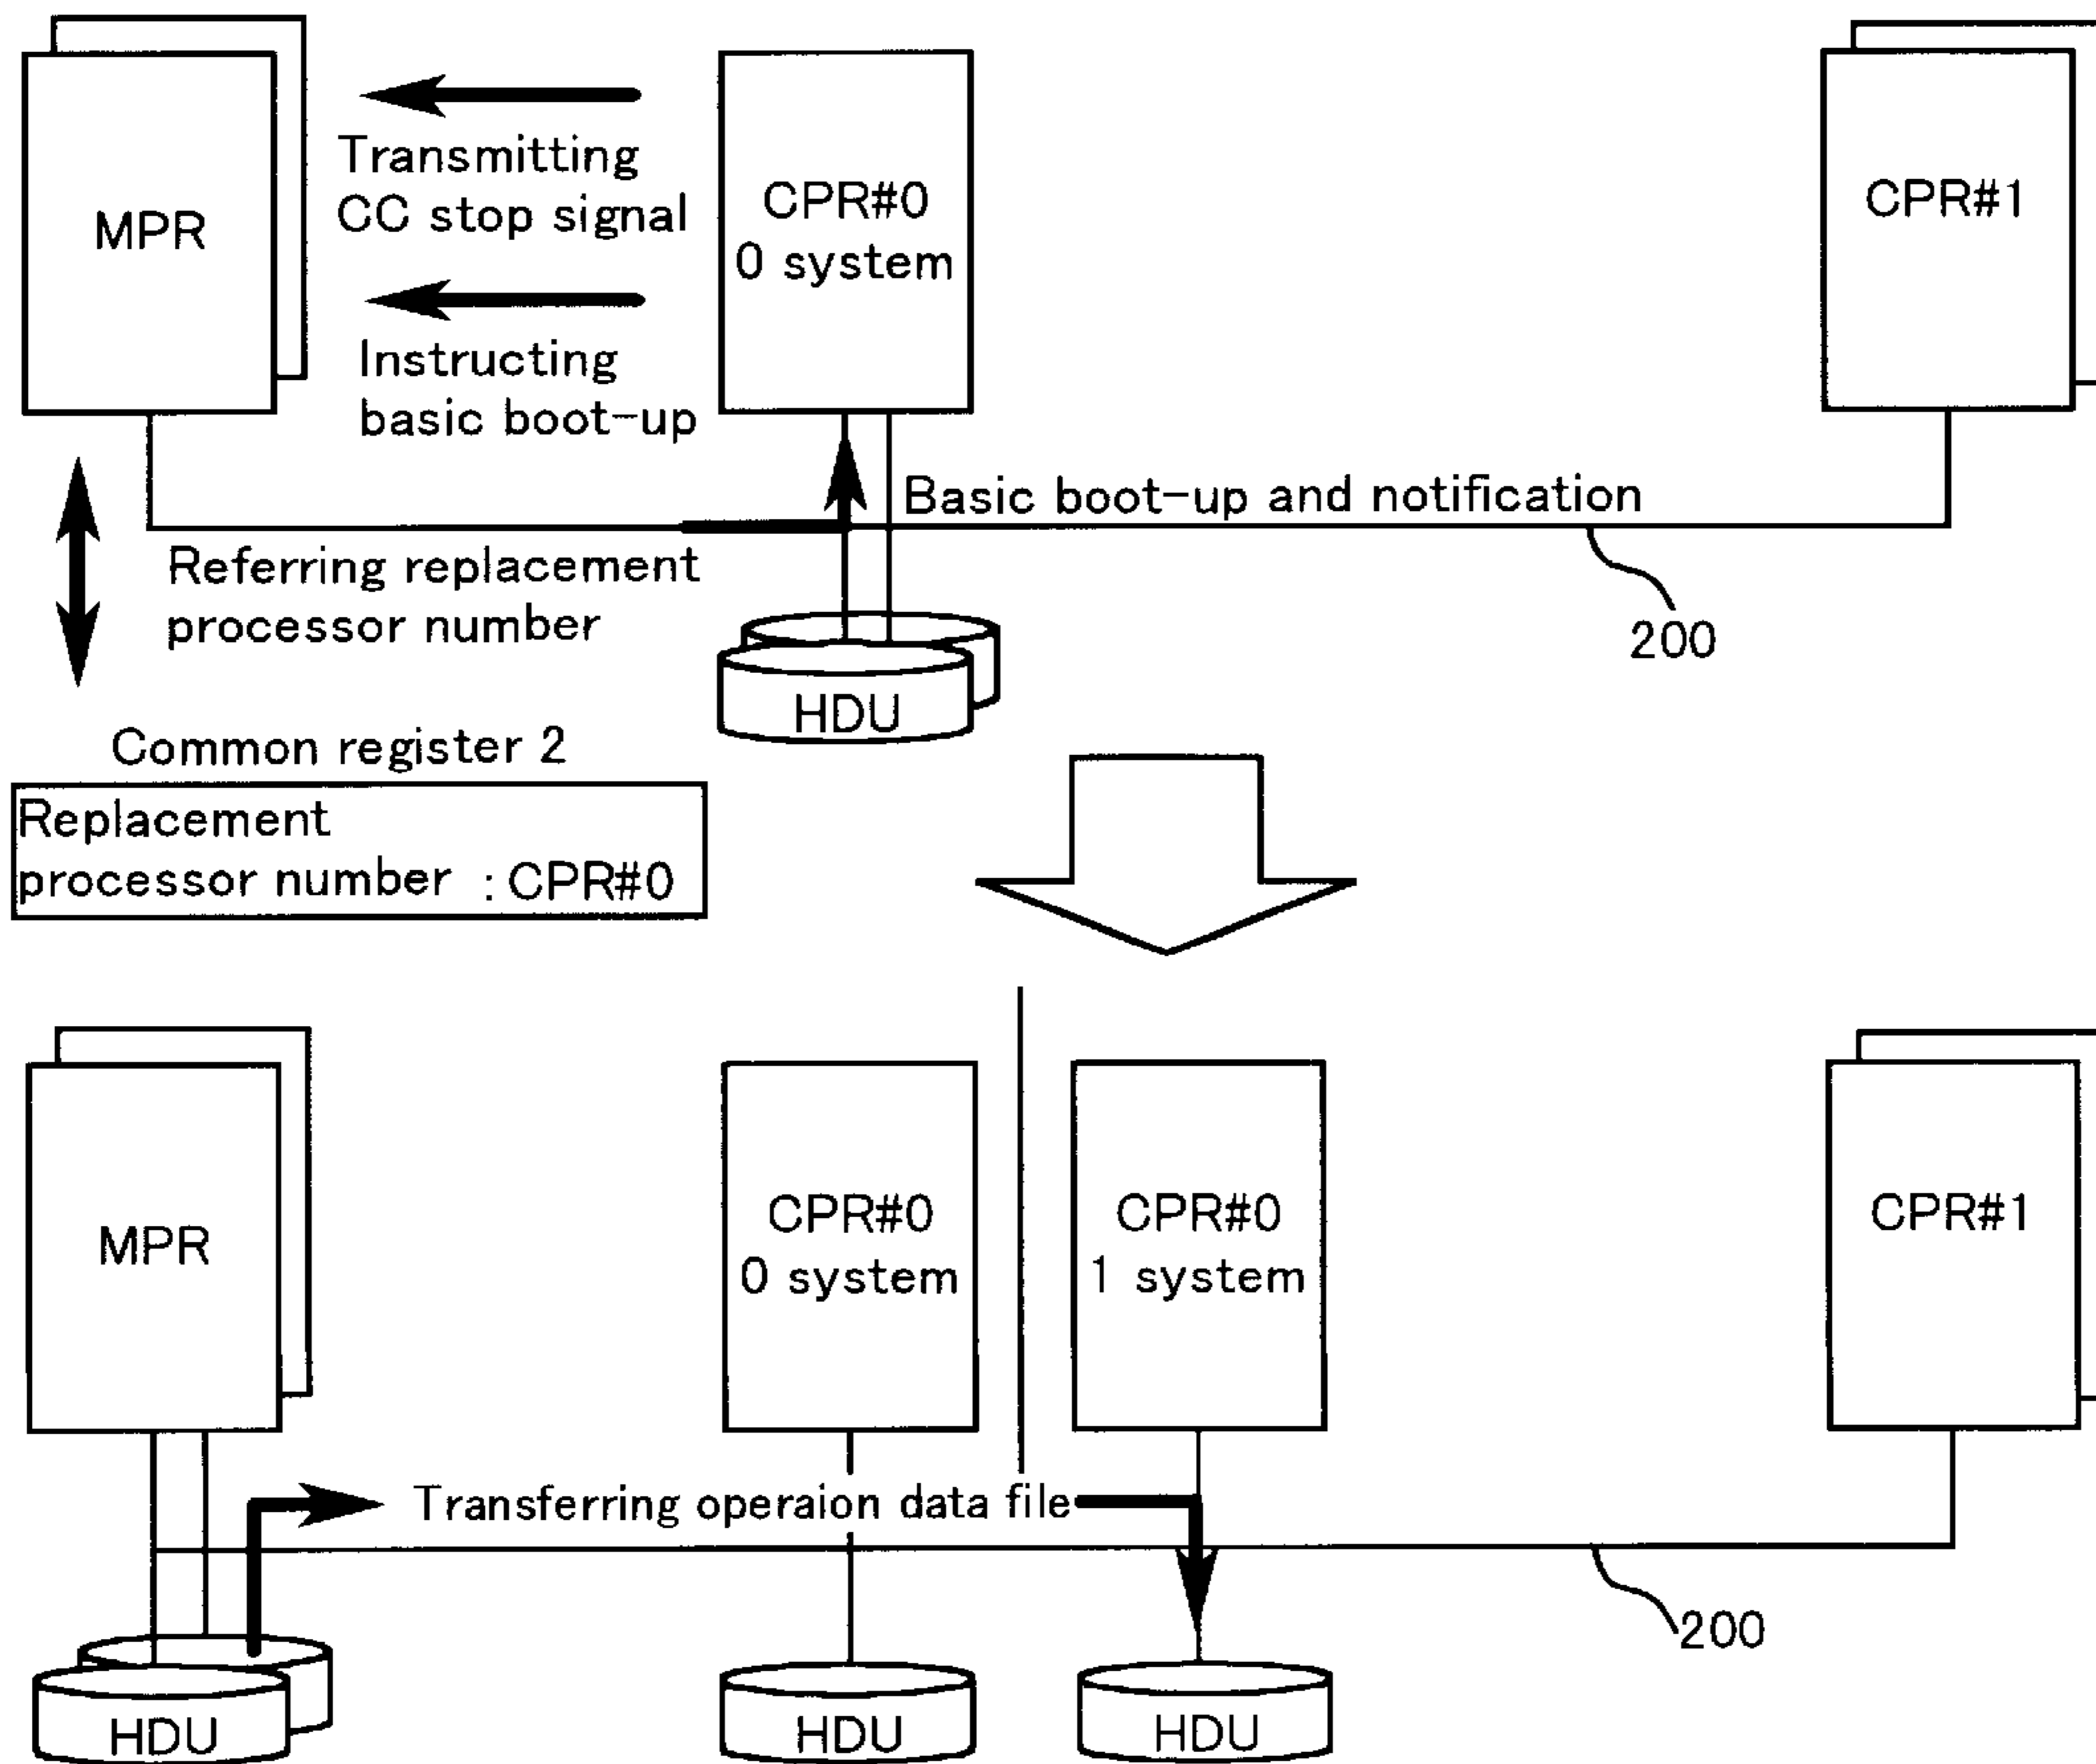 MPR
Transmitting
CC stop signal
Instructing
basic boot-up
CPR#0
0 system
CPR#1
Basic boot-up and notification
Referring replacement
processor number
200
HDU
Common register 2
Replacement
processor number : CPR#0
MPR
CPR#0
0 system
CPR#0
1 system
CPR#1
Transferring operaion data file
200
HDU
HDU
HDU